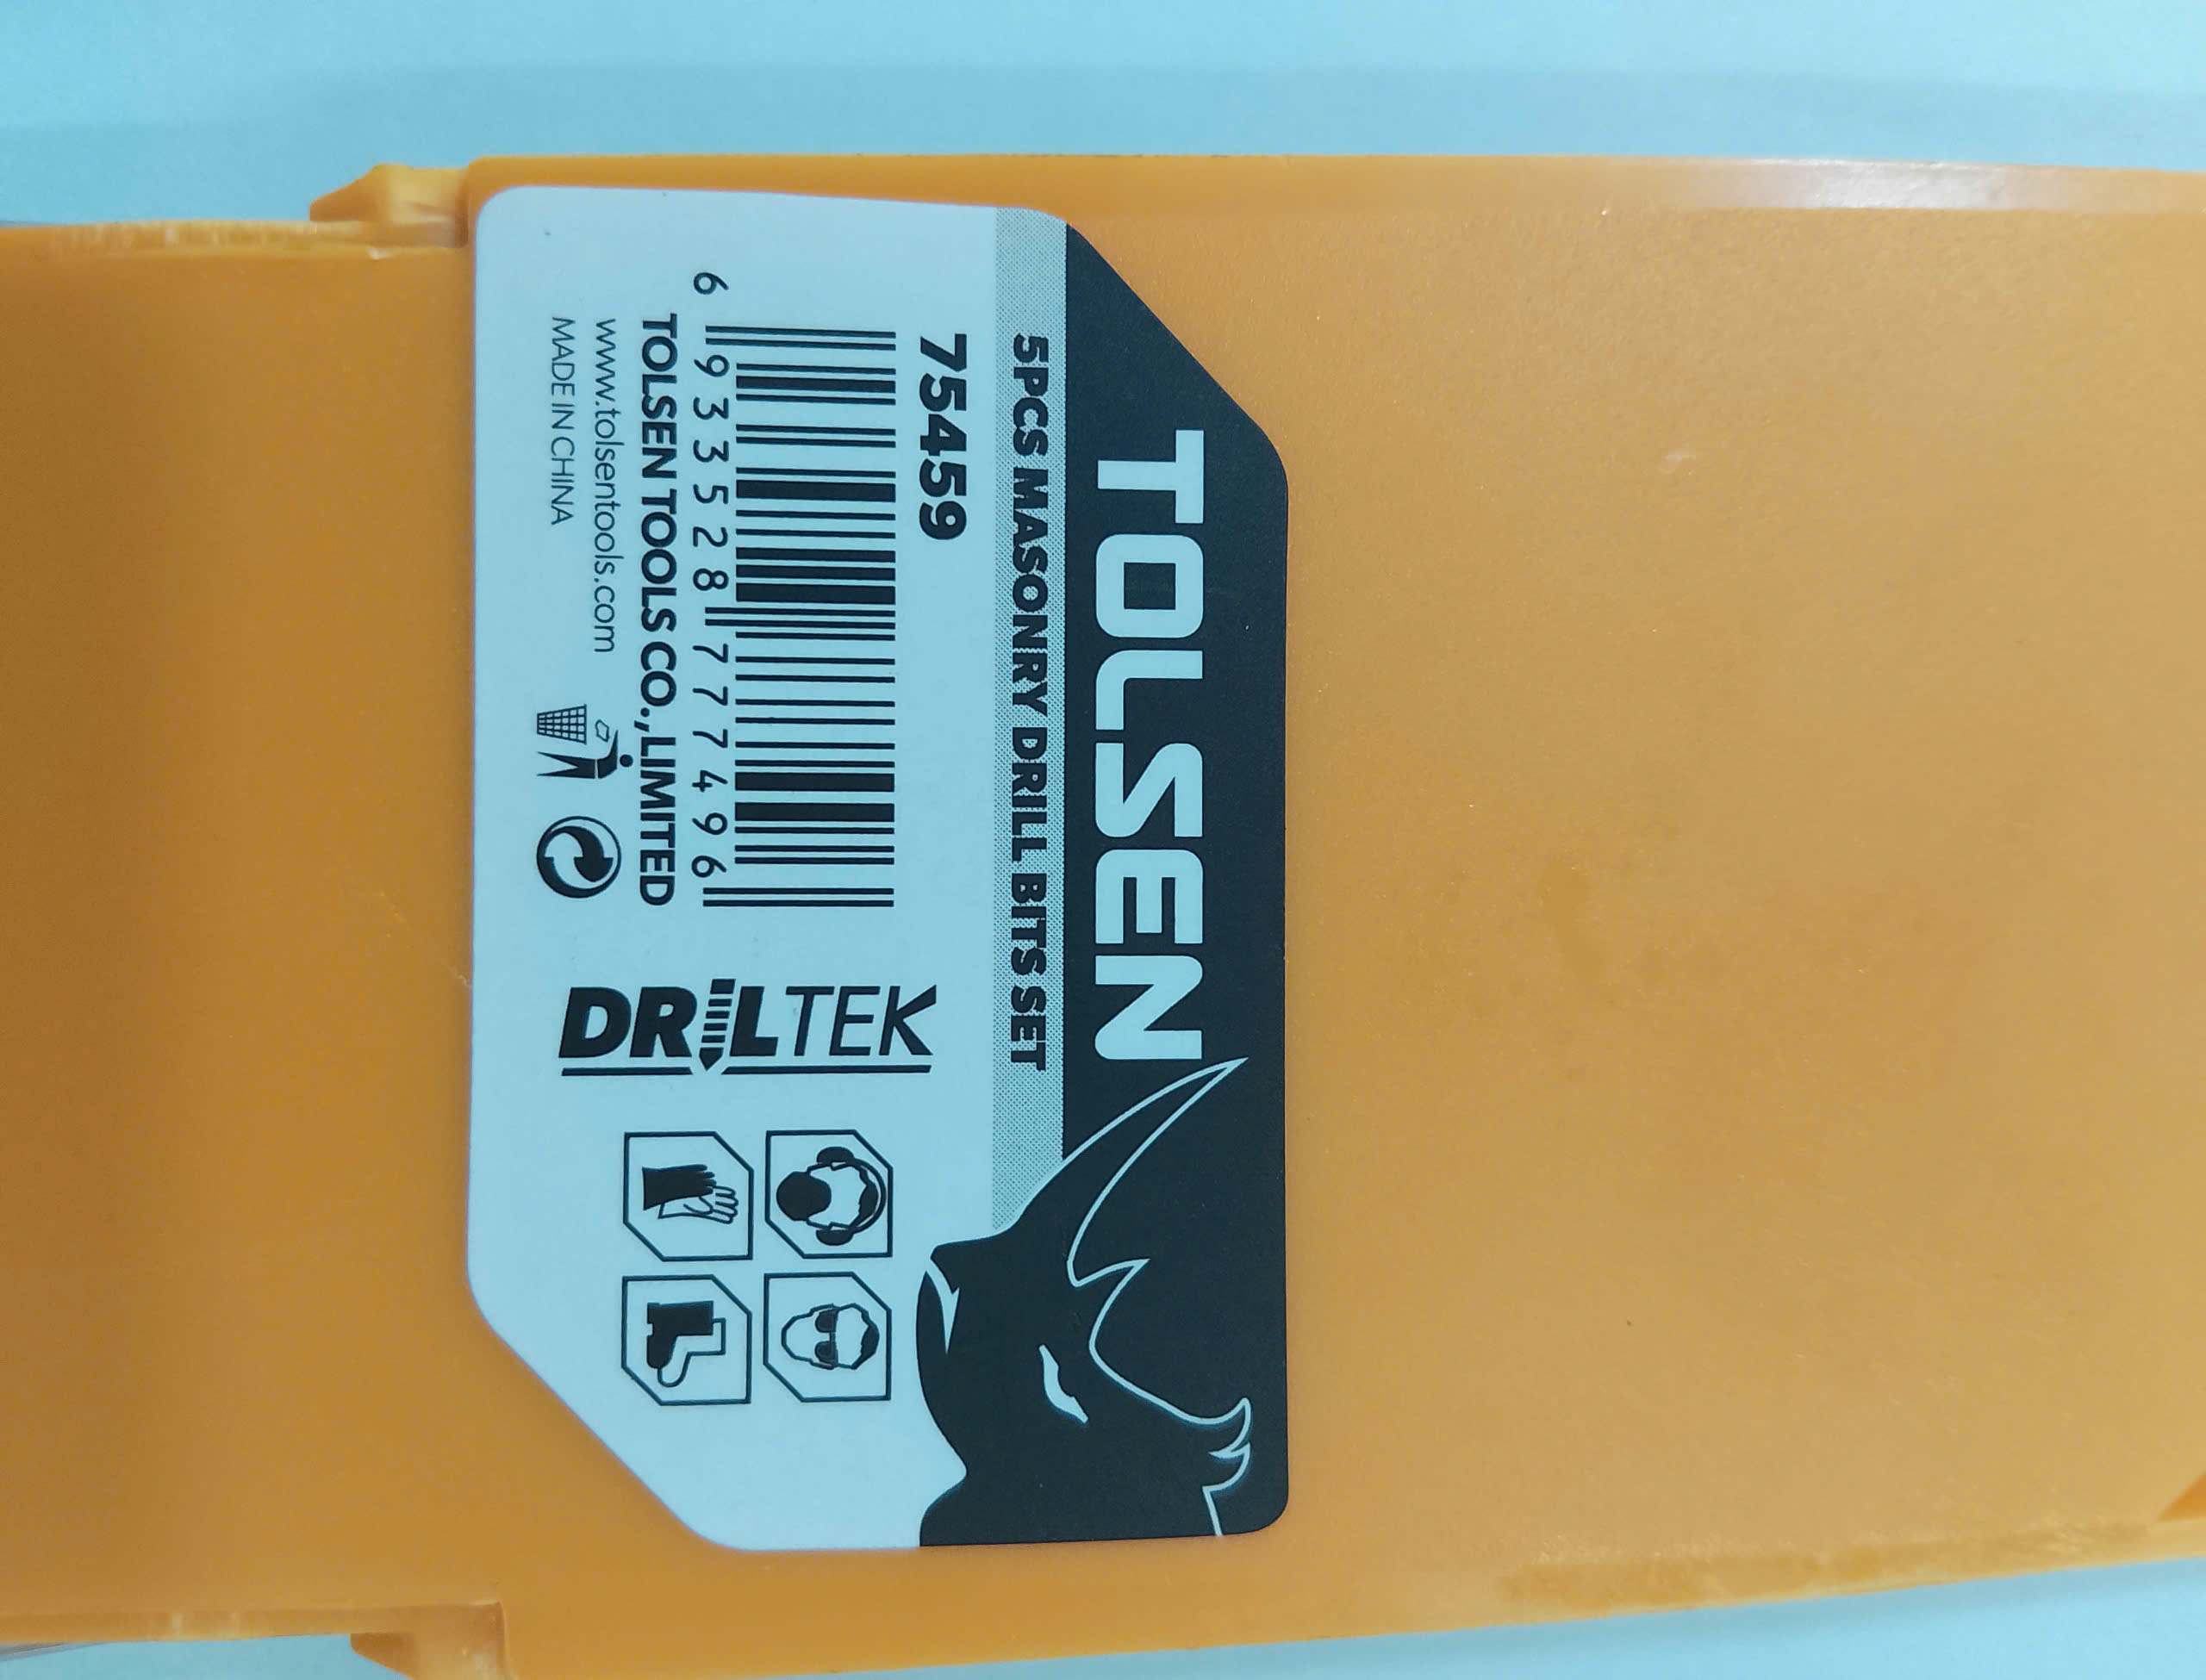 TOLSEN
5PCS MASONRY DRILL BITS SET
75459
6 933528 777496
TOLSEN TOOLS CO., LIMITED
www.tolsentools.com
MADE IN CHINA
DRILTEK